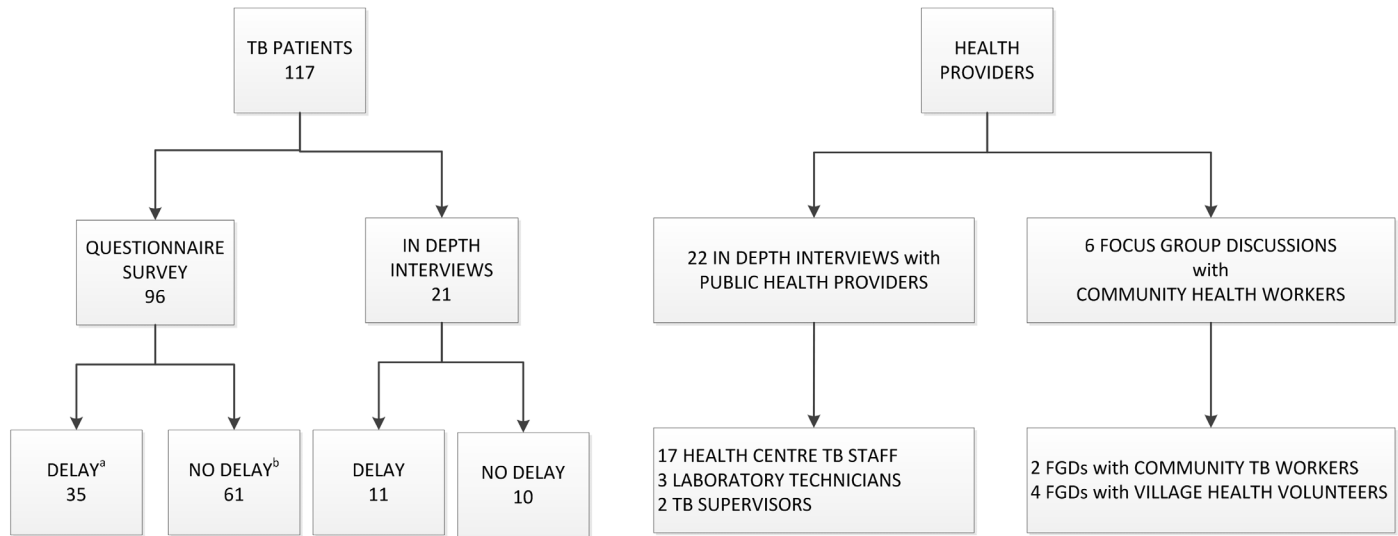 TB PATIENTS
117
HEALTH
PROVIDERS
QUESTIONNAIRE
SURVEY
96
IN DEPTH
INTERVIEWS
21
22 IN DEPTH INTERVIEWS with
PUBLIC HEALTH PROVIDERS
6 FOCUS GROUP DISCUSSIONS
with
COMMUNITY HEALTH WORKERS
DELAYᵃ
35
NO DELAYᵇ
61
DELAY
11
NO DELAY
10
17 HEALTH CENTRE TB STAFF
3 LABORATORY TECHNICIANS
2 TB SUPERVISORS
2 FGDs with COMMUNITY TB WORKERS
4 FGDs with VILLAGE HEALTH VOLUNTEERS